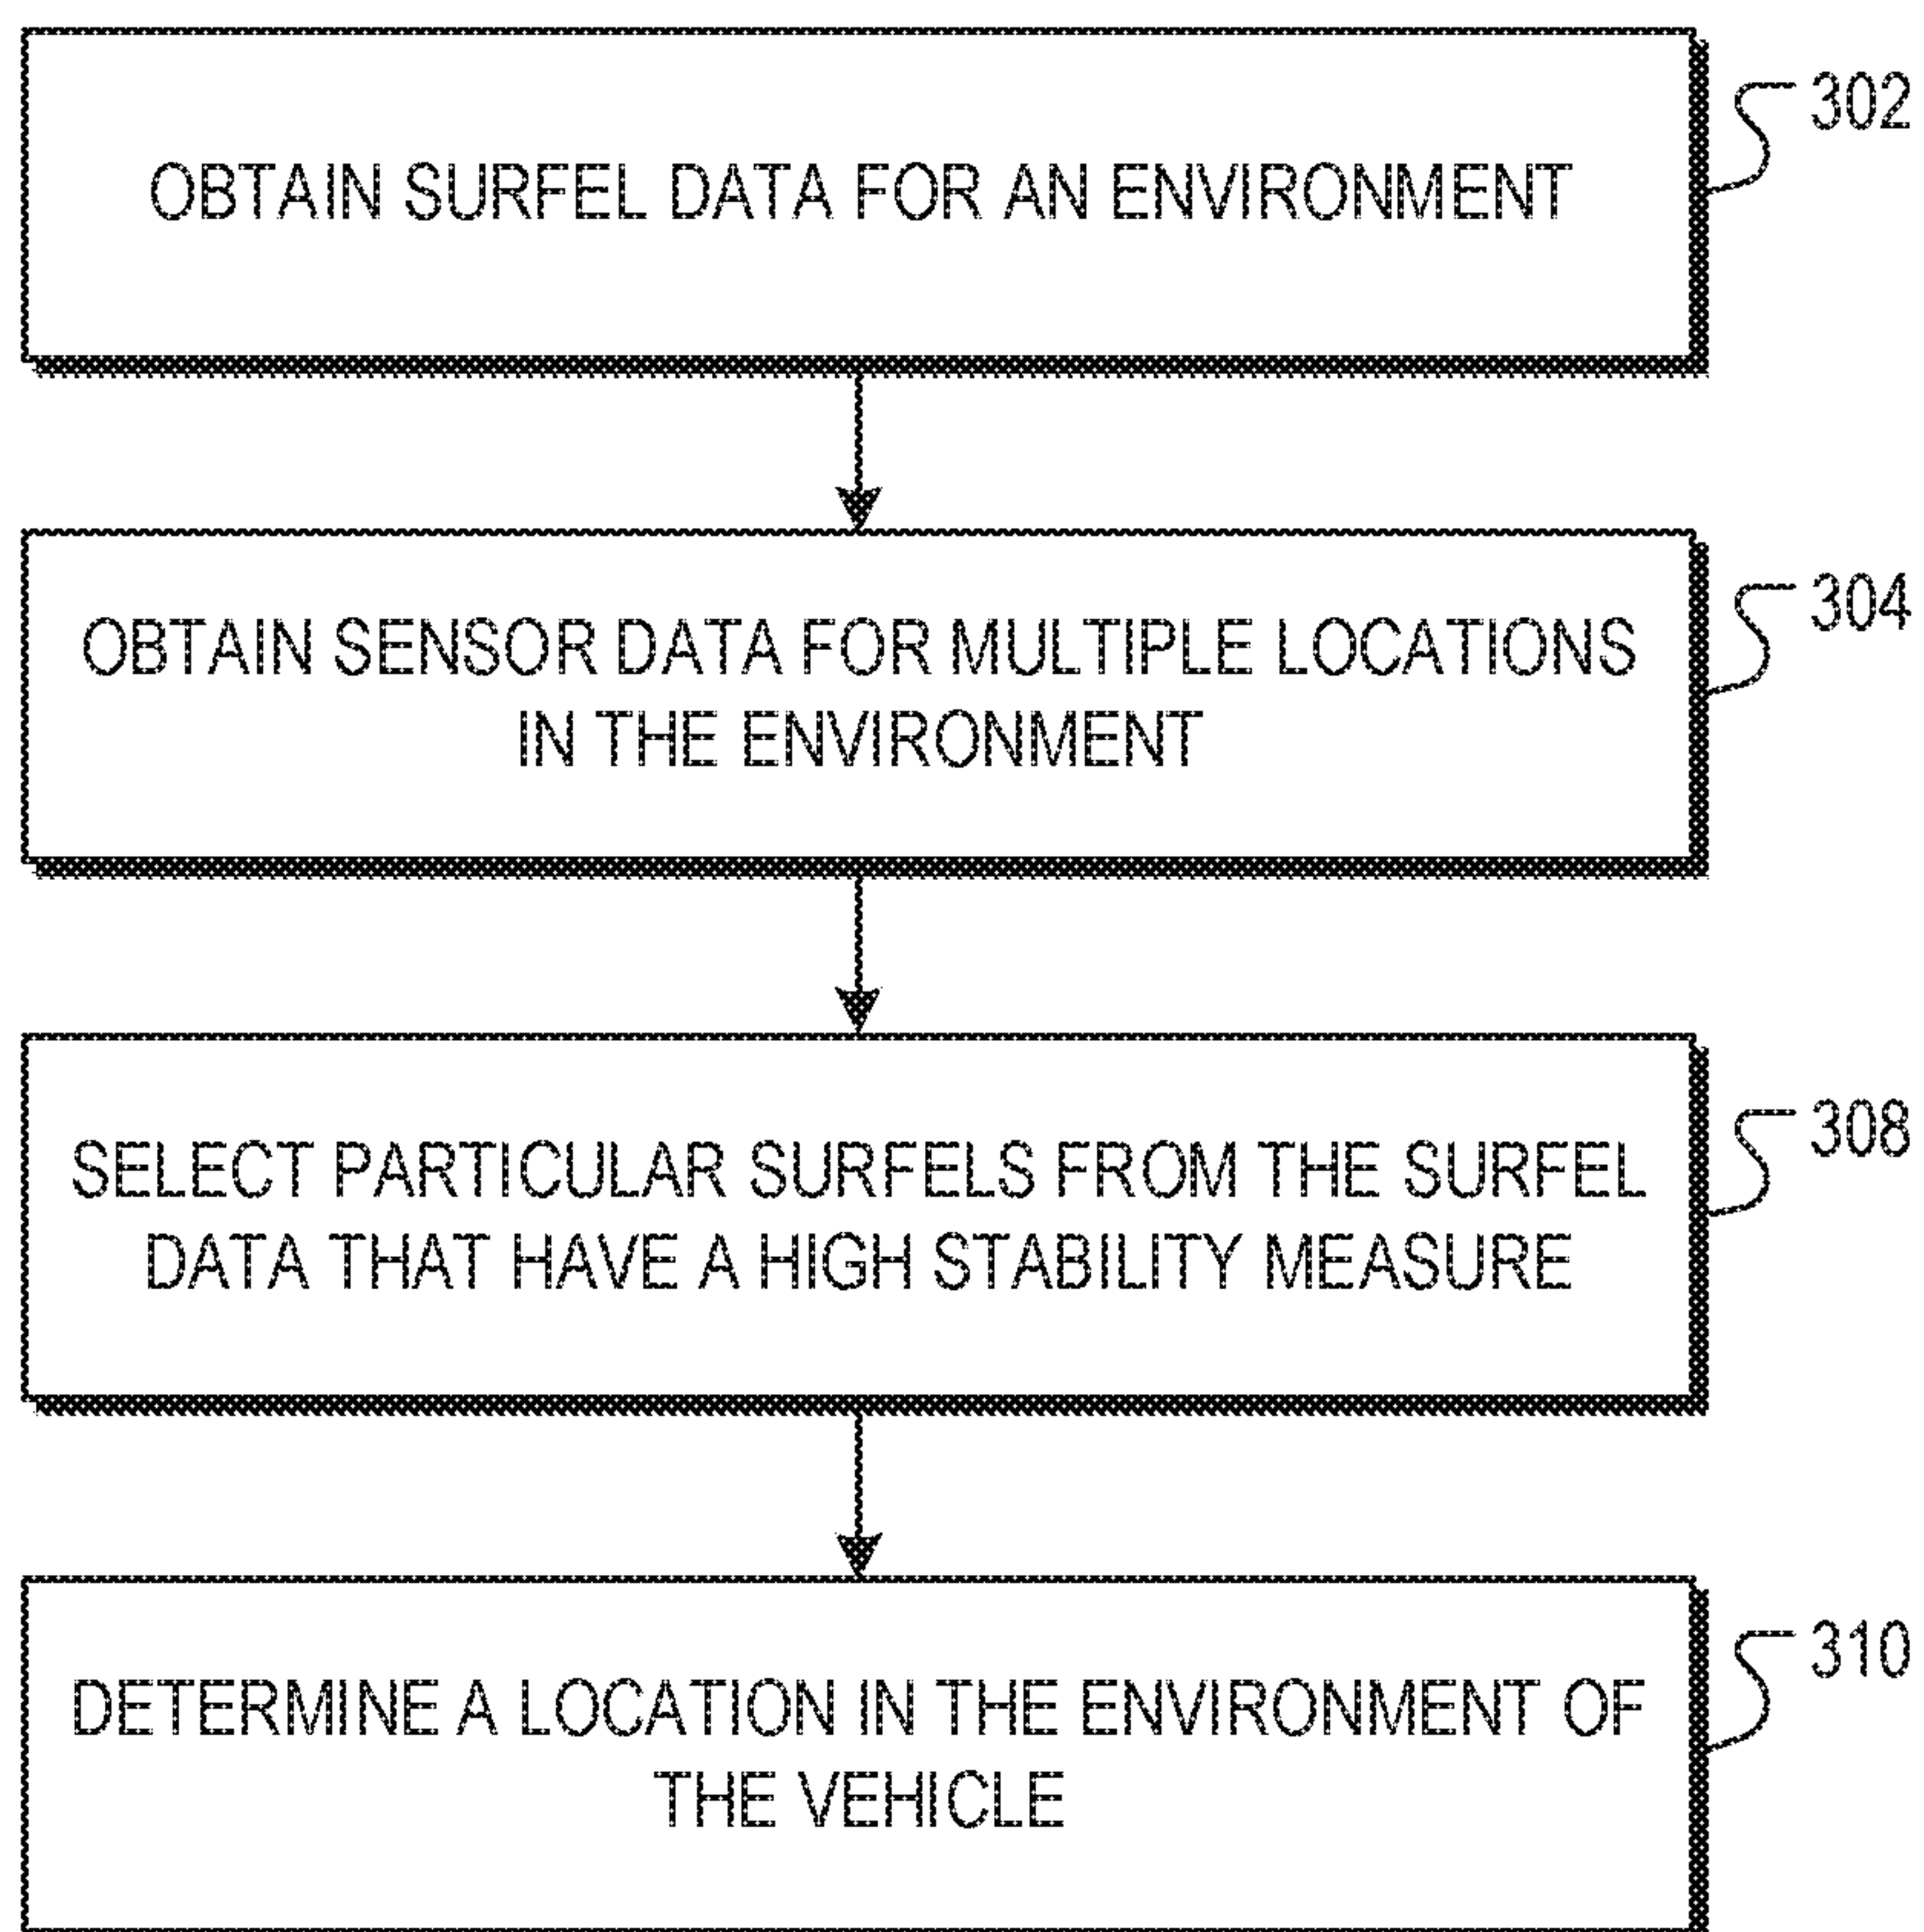 OBTAIN SURFEL DATA FOR AN ENVIRONMENT
302
OBTAIN SENSOR DATA FOR MULTIPLE LOCATIONS
IN THE ENVIRONMENT
304
SELECT PARTICULAR SURFELS FROM THE SURFEL
DATA THAT HAVE A HIGH STABILITY MEASURE
308
DETERMINE A LOCATION IN THE ENVIRONMENT OF
THE VEHICLE
310